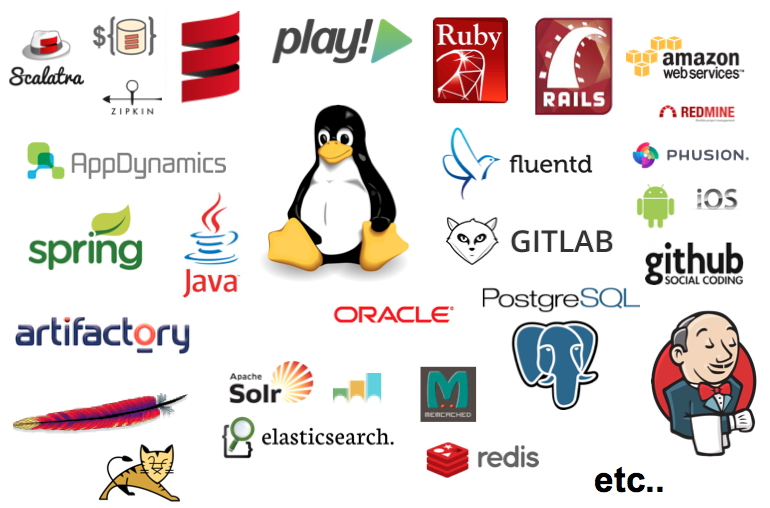 Scalatra
${ }
ZIPKIN
play!
Ruby
RAILS
amazon
web services™
REDMINE
AppDynamics
fluentd
PHUSION.
iOS
spring
Java
GITLAB
github
SOCIAL CODING
ORACLE®
PostgreSQL
artifactory
Apache
Solr
MEMCACHED
elasticsearch.
redis
etc..